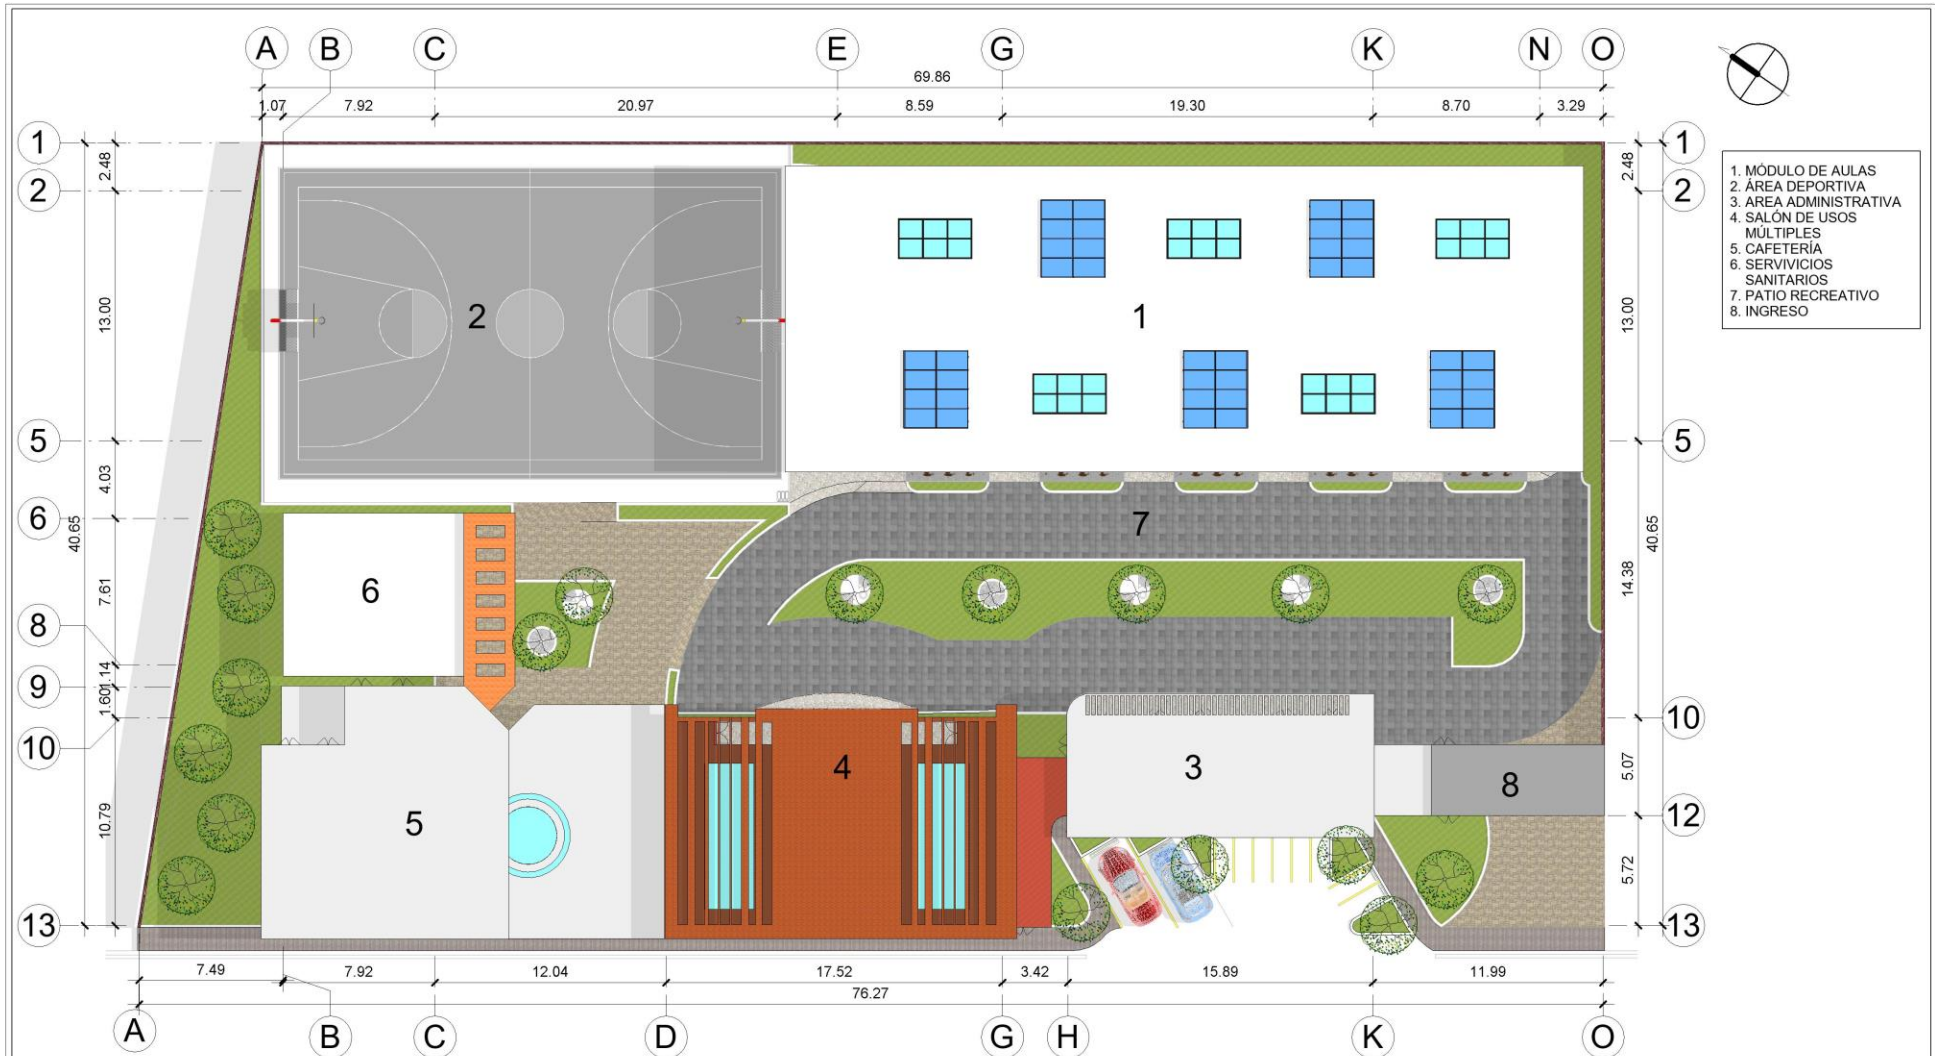 A B C E G K N O
69.86
1.07 7.92 20.97 8.59 19.30 8.70 3.29
1 1
2.48 2.48
2 2
1. MÓDULO DE AULAS
2. ÁREA DEPORTIVA
3. AREA ADMINISTRATIVA
4. SALÓN DE USOS
MÚLTIPLES
5. CAFETERÍA
6. SERVIVICIOS
SANITARIOS
7. PATIO RECREATIVO
8. INGRESO
13.00 2 1 13.00
5 5
4.03
6
40.65 7 40.65
7.61 6 14.38
8
1.14
9
1.60
10 10
4 3 8 5.07
10.79 5 12
5.72
13 13
7.49 7.92 12.04 17.52 3.42 15.89 11.99
76.27
A B C D G H K O